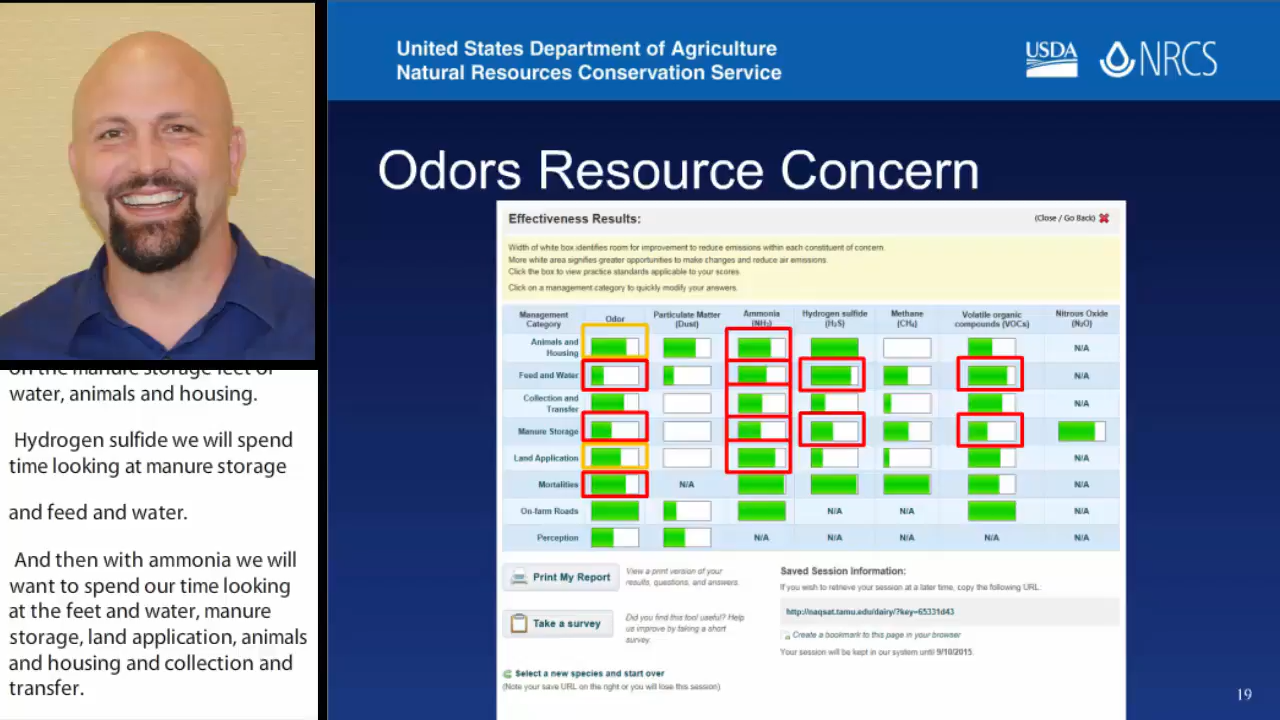 United States Department of Agriculture
Natural Resources Conservation Service
USDA
NRCS
Odors Resource Concern
Effectiveness Results:
(Close / Go Back)
Width of white box identifies room for improvement to reduce emissions within each constituent of concern.
More white area signifies greater opportunities to make changes and reduce air emissions.
Click the box to view practice standards applicable to your scores.
Click on a management category to quickly modify your answers.
Management Category Odor Particulate Matter (Dust) Ammonia (NH₃) Hydrogen sulfide (H₂S) Methane (CH₄) Volatile organic compounds (VOCs) Nitrous Oxide (N₂O)
Animals and Housing N/A
Feed and Water N/A
Collection and Transfer N/A
Manure Storage
Land Application N/A
Mortalities N/A N/A
On-farm Roads N/A N/A N/A
Perception N/A N/A N/A N/A N/A
Print My Report
View a print version of your
results, questions, and answers.
Take a survey
Did you find this tool useful? Help
us improve by taking a short
survey.
Select a new species and start over
(Note your save URL on the right or you will lose this session)
Saved Session Information:
If you wish to retrieve your session at a later time, copy the following URL:
http://naqsat.tamu.edu/dairy/?key=65331d43
Create a bookmark to this page in your browser
Your session will be kept in our system until 9/10/2015.
19
on the manure storage feet of
water, animals and housing.
Hydrogen sulfide we will spend
time looking at manure storage
and feed and water.
And then with ammonia we will
want to spend our time looking
at the feet and water, manure
storage, land application, animals
and housing and collection and
transfer.